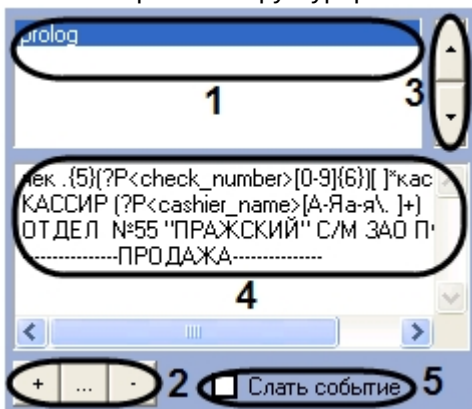 prolog
1
3
чек .{5}(?P<check_number>[0-9]{6})[ ]*кас
КАССИР (?P<cashier_name>[А-Яа-я\. ]+)
ОТДЕЛ №55 "ПРАЖСКИЙ" С/М ЗАО
---------------ПРОДАЖА---------------
4
+ ... - 2 Слать событие 5